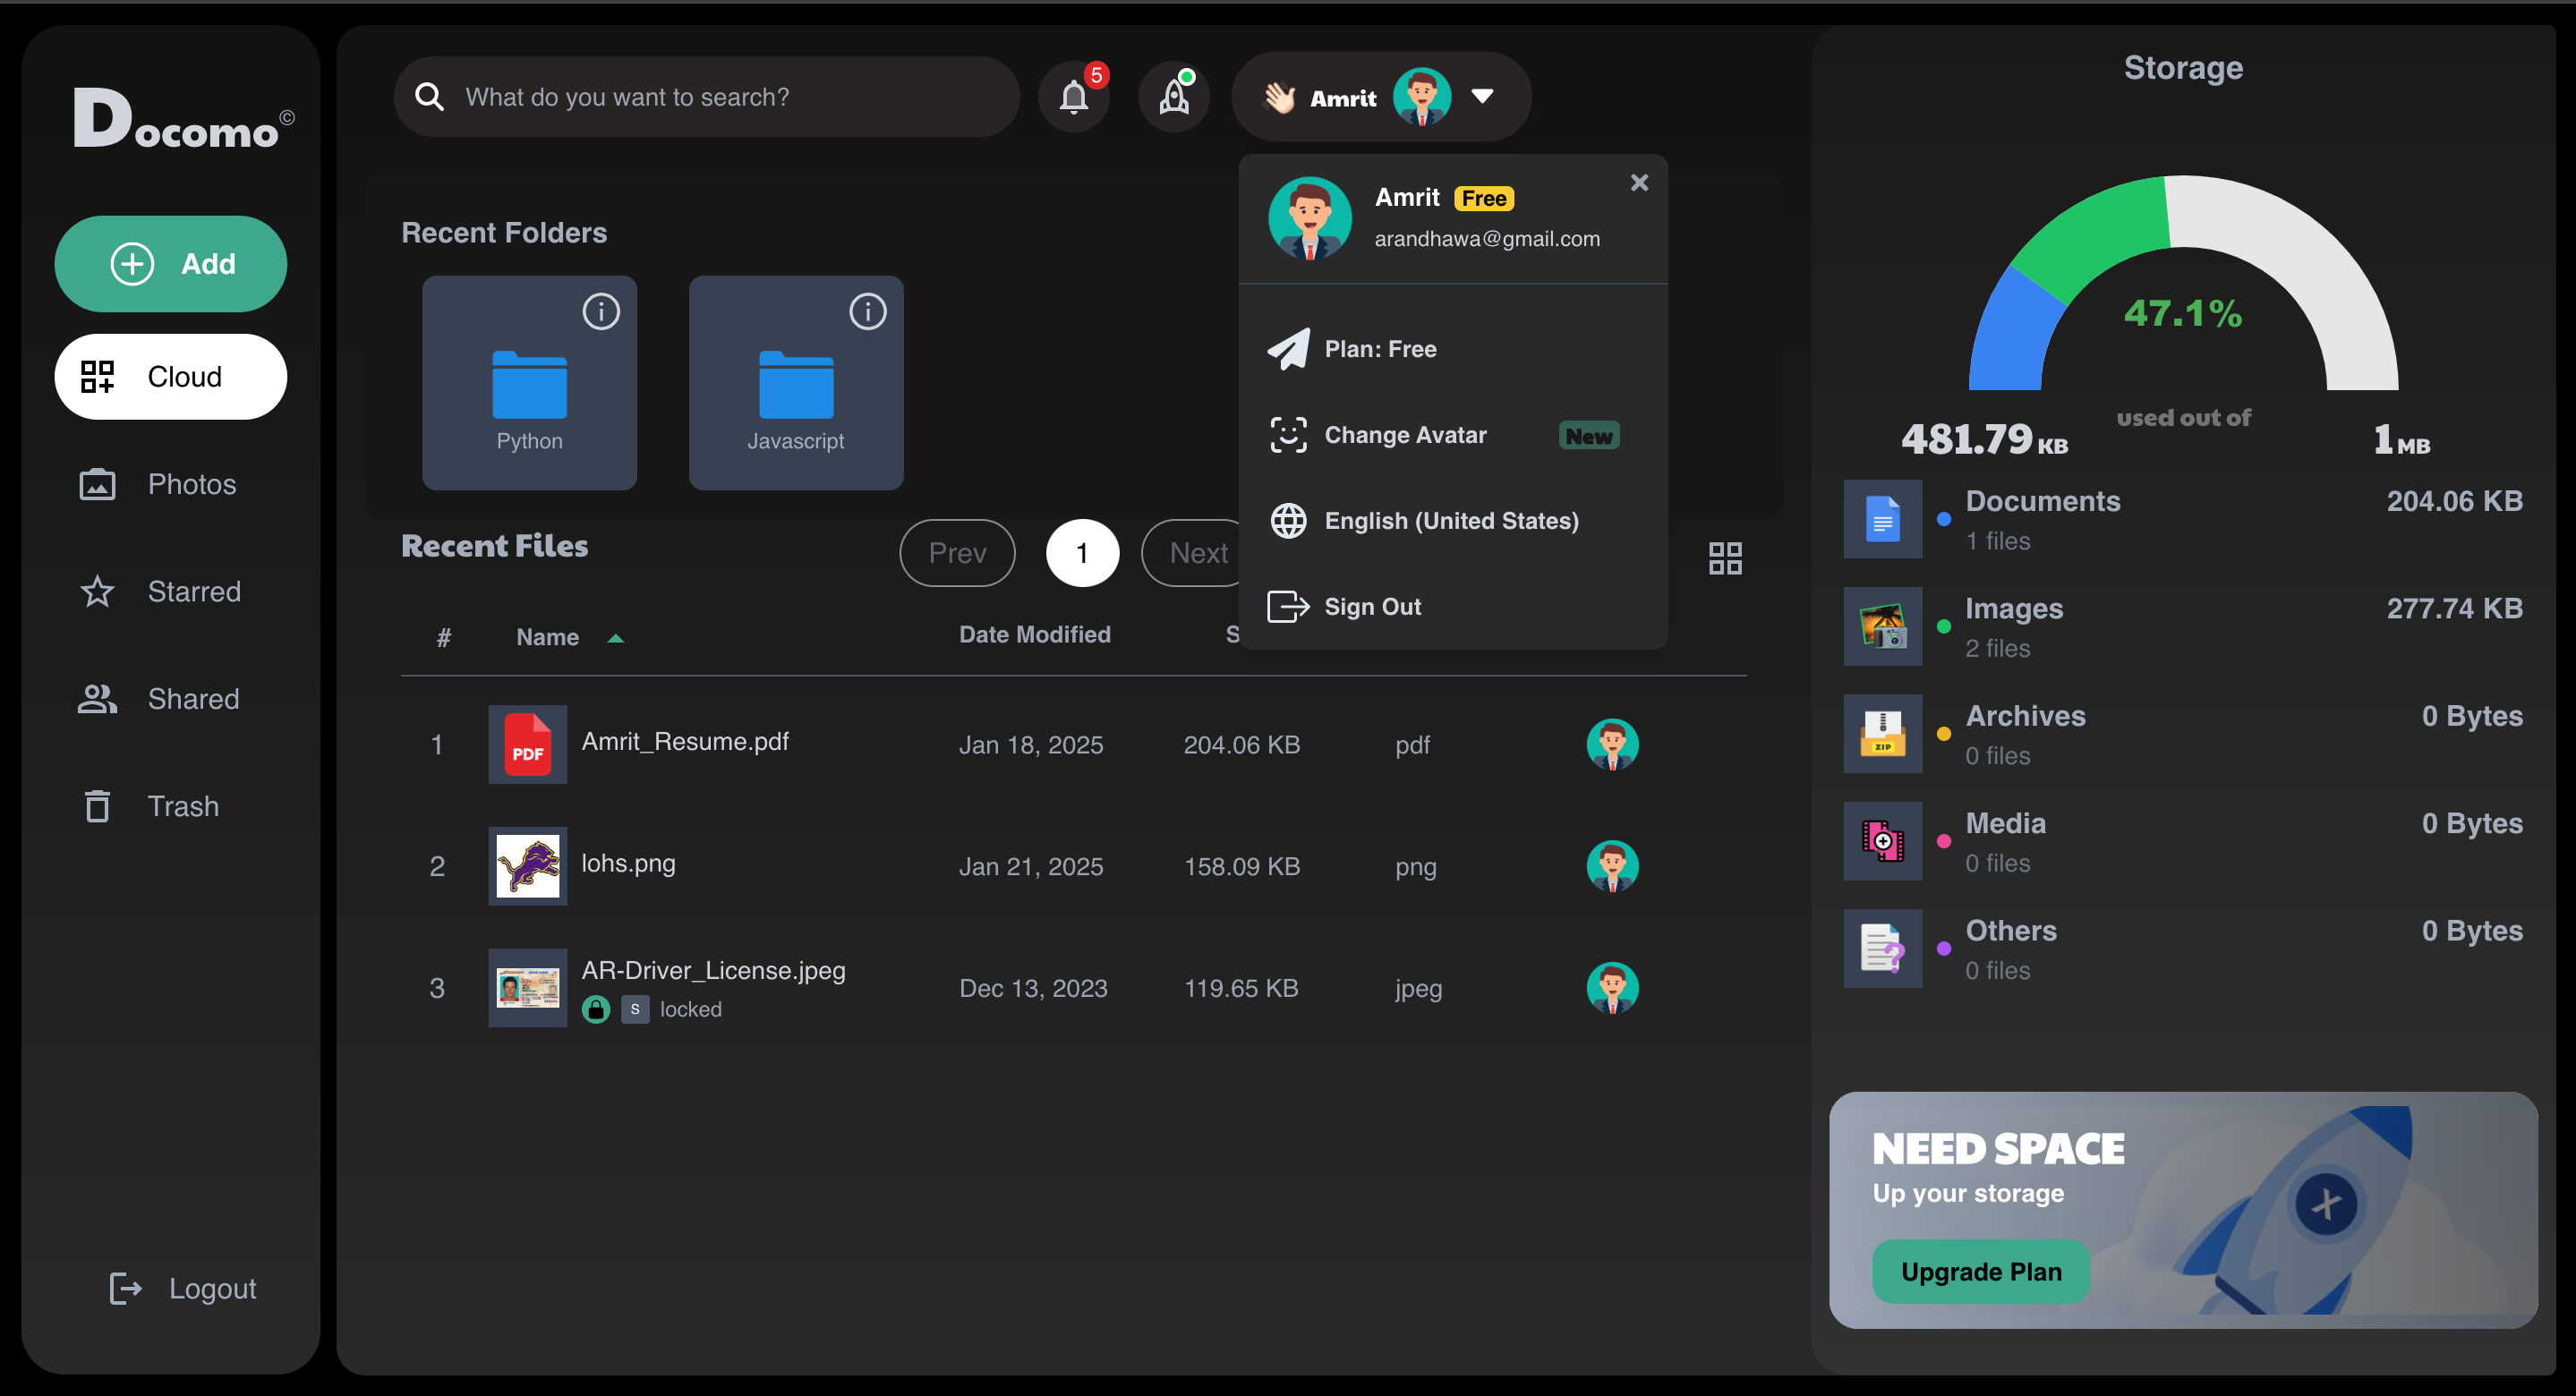 Docomo©
Add
Cloud
Photos
Starred
Shared
Trash
Logout
What do you want to search?
5
Amrit
Amrit Free
arandhawa@gmail.com
Plan: Free
Change Avatar New
English (United States)
Sign Out
Recent Folders
Python
Javascript
Recent Files
Prev 1 Next
# Name Date Modified S
1 PDF Amrit_Resume.pdf Jan 18, 2025 204.06 KB pdf
2 lohs.png Jan 21, 2025 158.09 KB png
3 AR-Driver_License.jpeg Dec 13, 2023 119.65 KB jpeg
S locked
Storage
47.1%
used out of
481.79 KB 1 MB
Documents 204.06 KB
1 files
Images 277.74 KB
2 files
Archives 0 Bytes
ZIP
0 files
Media 0 Bytes
0 files
Others 0 Bytes
0 files
NEED SPACE
Up your storage
Upgrade Plan